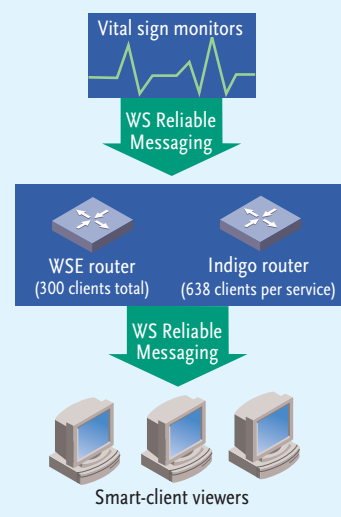 Vital sign monitors
WS Reliable
Messaging
WSE router
(300 clients total)
Indigo router
(638 clients per service)
WS Reliable
Messaging
Smart-client viewers